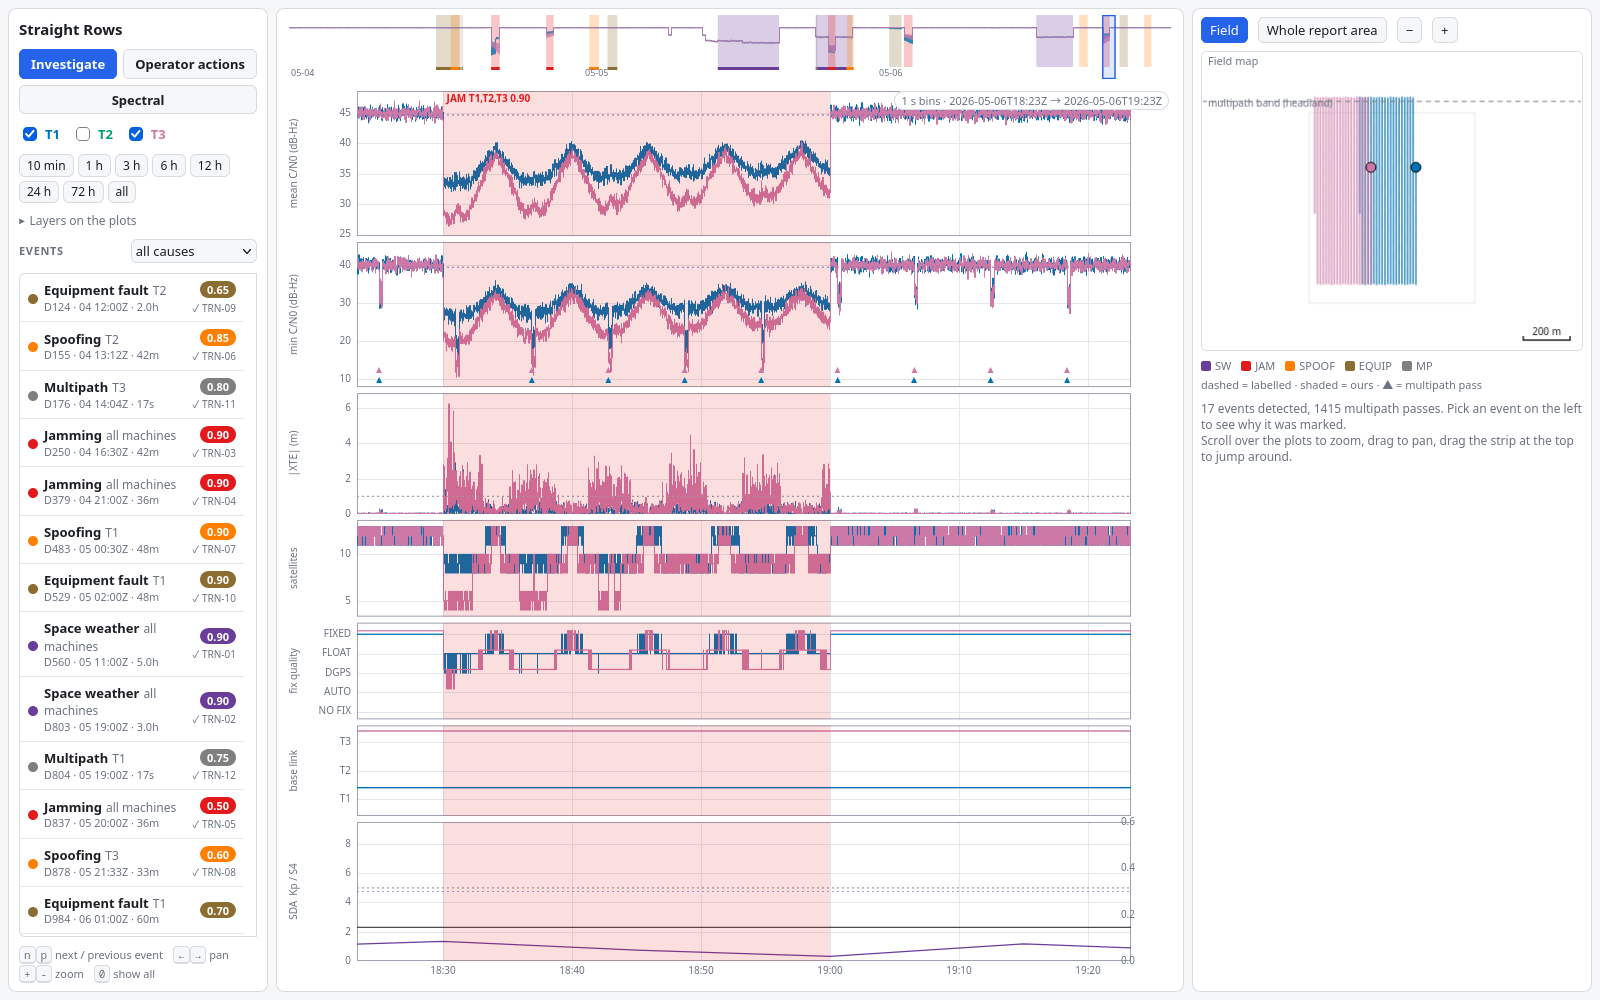 Straight Rows
Investigate
Operator actions
Spectral
T1
T2
T3
10 min
1 h
3 h
6 h
12 h
24 h
72 h
all
▸ Layers on the plots
EVENTS
all causes
Equipment fault T2
0.65
D124 · 04 12:00Z · 2.0h
✓ TRN-09
Spoofing T2
0.85
D155 · 04 13:12Z · 42m
✓ TRN-06
Multipath T3
0.80
D176 · 04 14:04Z · 17s
✓ TRN-11
Jamming all machines
0.90
D250 · 04 16:30Z · 42m
✓ TRN-03
Jamming all machines
0.90
D379 · 04 21:00Z · 36m
✓ TRN-04
Spoofing T1
0.90
D483 · 05 00:30Z · 48m
✓ TRN-07
Equipment fault T1
0.90
D529 · 05 02:00Z · 48m
✓ TRN-10
Space weather all
machines
0.90
D560 · 05 11:00Z · 5.0h
✓ TRN-01
Space weather all
machines
0.90
D803 · 05 19:00Z · 3.0h
✓ TRN-02
Multipath T1
0.75
D804 · 05 19:00Z · 17s
✓ TRN-12
Jamming all machines
0.50
D837 · 05 20:00Z · 36m
✓ TRN-05
Spoofing T3
0.60
D878 · 05 21:33Z · 33m
✓ TRN-08
Equipment fault T1
0.70
D984 · 06 01:00Z · 60m
n p next / previous event ← → pan
+ - zoom 0 show all
05-04
05-05
05-06
JAM T1,T2,T3 0.90
1 s bins · 2026-05-06T18:23Z → 2026-05-06T19:23Z
mean C/N0 (dB-Hz)
45
40
35
30
25
min C/N0 (dB-Hz)
40
30
20
10
|XTE| (m)
6
4
2
0
satellites
10
5
fix quality
FIXED
FLOAT
DGPS
AUTO
NO FIX
base link
T3
T2
T1
SDA Kp / S4
8
6
4
2
0
0.6
0.4
0.2
0.0
18:30
18:40
18:50
19:00
19:10
19:20
Field
Whole report area
−
+
Field map
multipath band (headland)
200 m
SW
JAM
SPOOF
EQUIP
MP
dashed = labelled · shaded = ours · ▲ = multipath pass
17 events detected, 1415 multipath passes. Pick an event on the left
to see why it was marked.
Scroll over the plots to zoom, drag to pan, drag the strip at the top
to jump around.